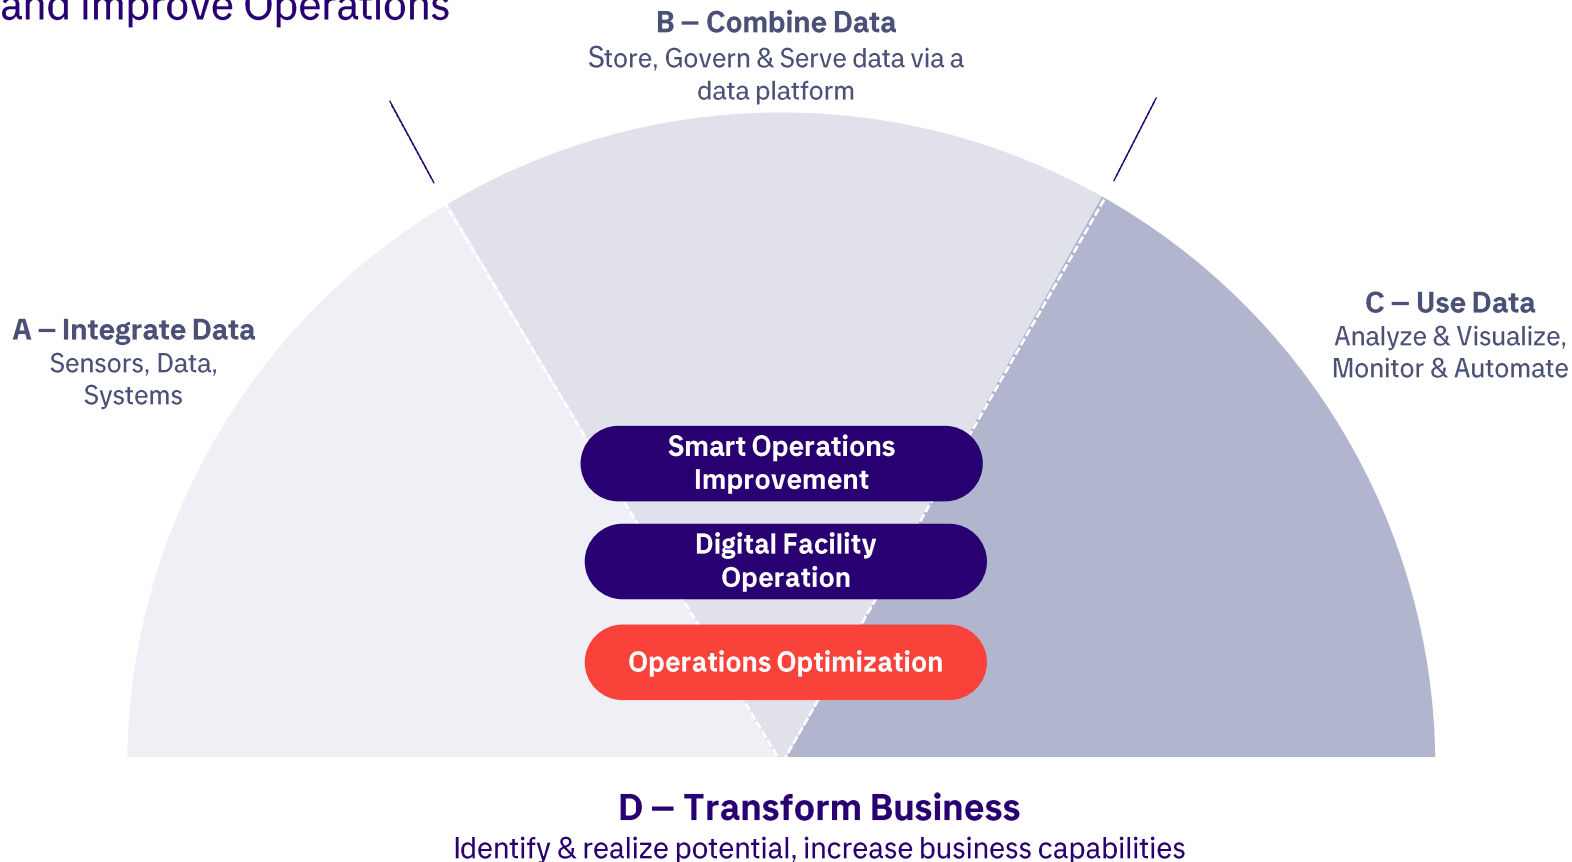 and Improve Operations
B – Combine Data
Store, Govern & Serve data via a
data platform
A – Integrate Data
Sensors, Data,
Systems
C – Use Data
Analyze & Visualize,
Monitor & Automate
Smart Operations
Improvement
Digital Facility
Operation
Operations Optimization
D – Transform Business
Identify & realize potential, increase business capabilities